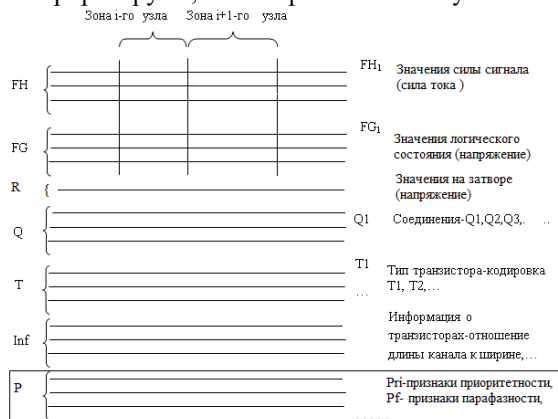 Зона i-го узла Зона i+1-го узла
FH
FH1
Значения силы сигнала
(сила тока )
FG
FG1
Значения логического
состояния (напряжение)
R {
Значения на затворе
(напряжение)
Q
Q1 Соединения-Q1,Q2,Q3,. ..
T
T1
...
Тип транзистора-кодировка
T1, T2,…
Inf
Информация о
транзисторах-отношение
длины канала к ширине,…
P
Pri-признаки приоритетности,
Pf- признаки парафазности,